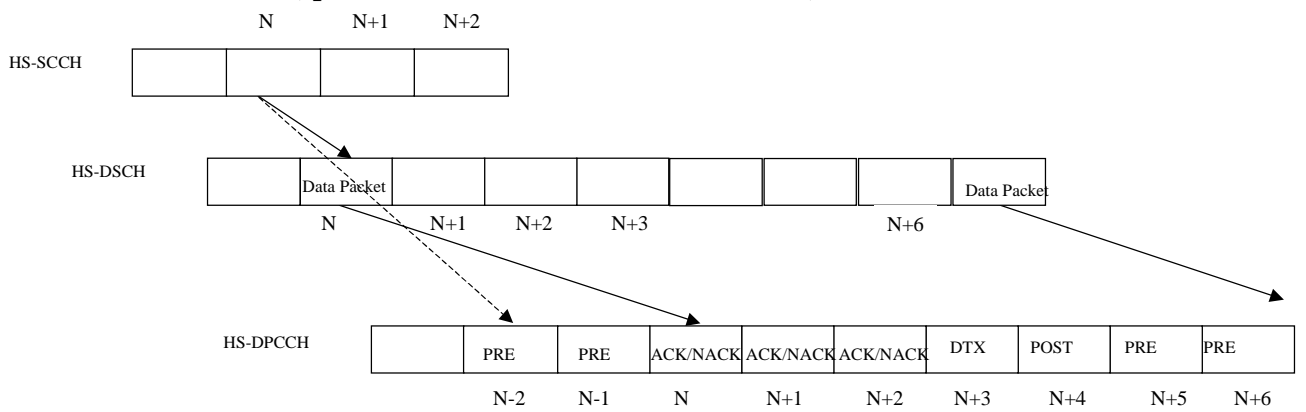 N N+1 N+2
HS-SCCH
HS-DSCH
Data Packet Data Packet
N N+1 N+2 N+3 N+6
HS-DPCCH
PRE PRE ACK/NACK ACK/NACK ACK/NACK DTX POST PRE PRE
N-2 N-1 N N+1 N+2 N+3 N+4 N+5 N+6